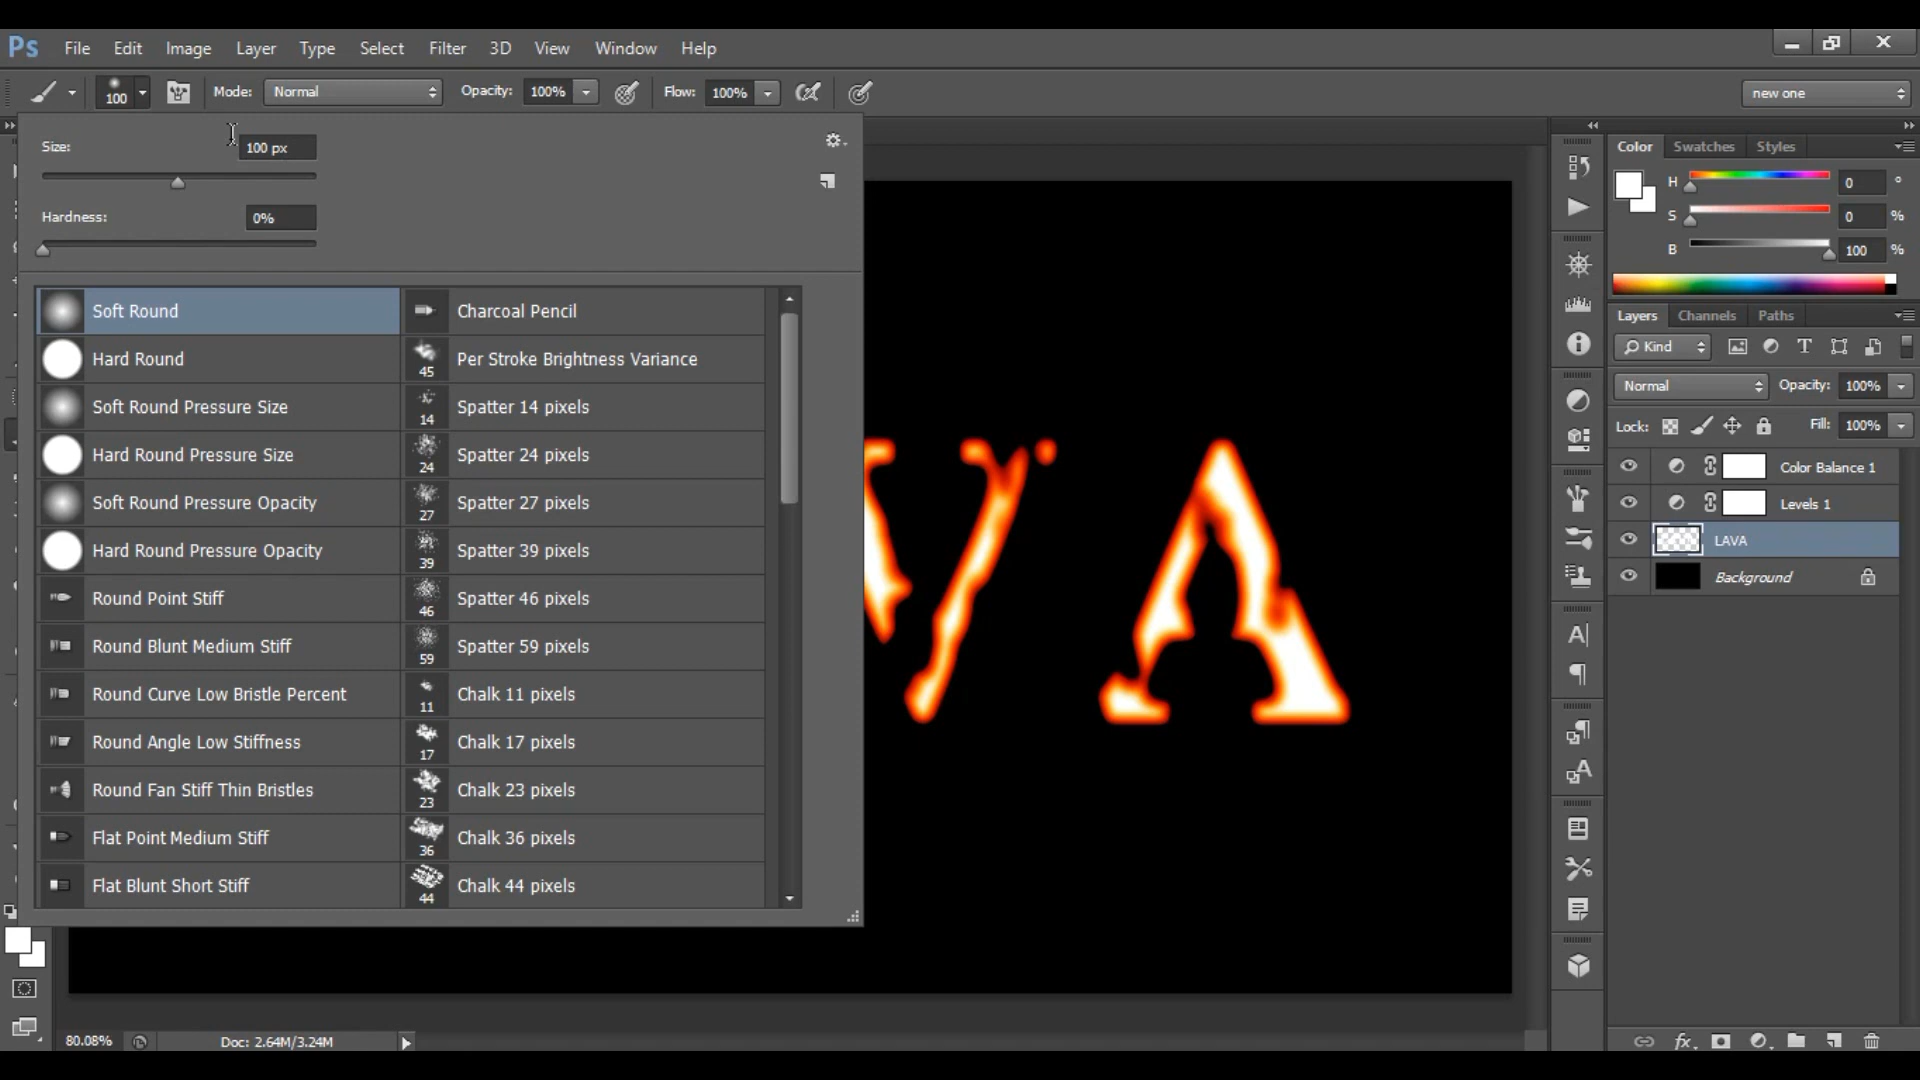 Ps File Edit Image Layer Type Select Filter 3D View Window Help
100 Mode: Normal Opacity: 100% Flow: 100% new one
Size: 100 px
Hardness: 0%
Soft Round
Hard Round
Soft Round Pressure Size
Hard Round Pressure Size
Soft Round Pressure Opacity
Hard Round Pressure Opacity
Round Point Stiff
Round Blunt Medium Stiff
Round Curve Low Bristle Percent
Round Angle Low Stiffness
Round Fan Stiff Thin Bristles
Flat Point Medium Stiff
Flat Blunt Short Stiff
Charcoal Pencil
45 Per Stroke Brightness Variance
14 Spatter 14 pixels
24 Spatter 24 pixels
27 Spatter 27 pixels
39 Spatter 39 pixels
46 Spatter 46 pixels
59 Spatter 59 pixels
11 Chalk 11 pixels
17 Chalk 17 pixels
23 Chalk 23 pixels
36 Chalk 36 pixels
44 Chalk 44 pixels
V A
Color Swatches Styles
H 0 °
S 0 %
B 100 %
Layers Channels Paths
Kind
Normal Opacity: 100%
Lock: Fill: 100%
Color Balance 1
Levels 1
LAVA
Background
80.08% Doc: 2.64M/3.24M